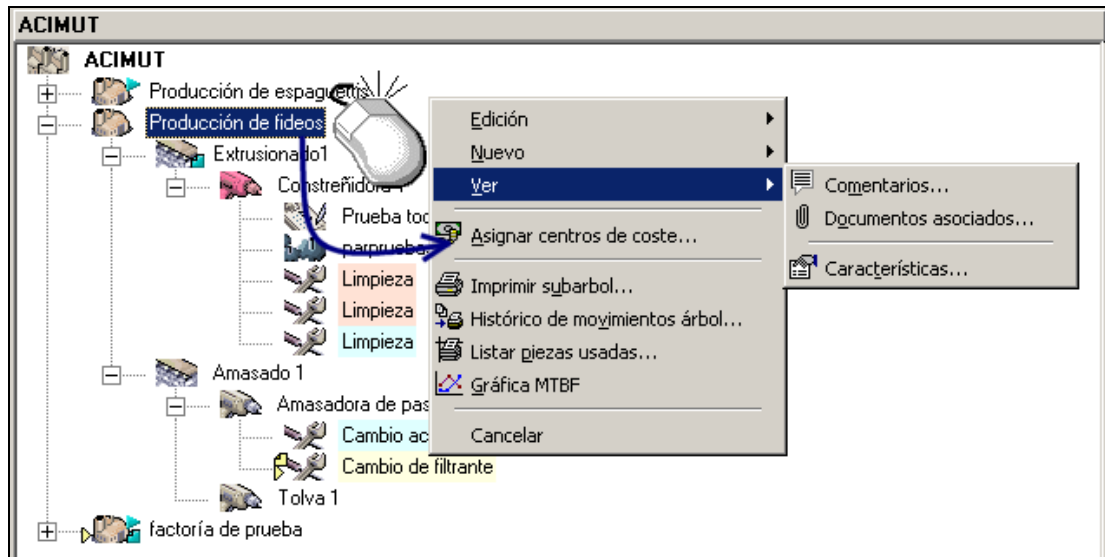 ACIMUT
ACIMUT
Producción de espaguettis
Producción de fideos
Extrusionado1
Constreñidora 1
Prueba toc
parprueba
Limpieza
Limpieza
Limpieza
Amasado 1
Amasadora de pas
Cambio ac
Cambio de filtrante
Tolva 1
factoría de prueba
Edición
Nuevo
Ver
Asignar centros de coste...
Imprimir subarbol...
Histórico de movimientos árbol...
Listar piezas usadas...
Gráfica MTBF
Cancelar
Comentarios...
Documentos asociados...
Características...